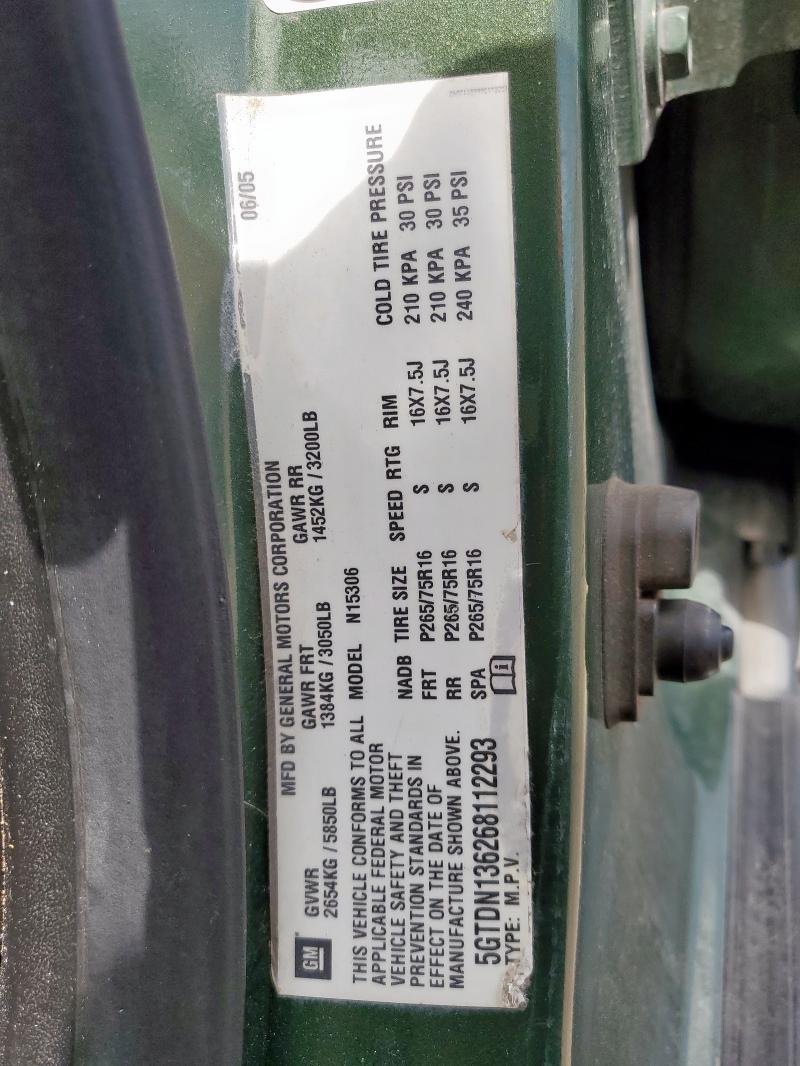 06/05
MFD BY GENERAL MOTORS CORPORATION
GVWR GAWR FRT GAWR RR
2654KG / 5850LB 1384KG / 3050LB 1452KG / 3200LB
GM
THIS VEHICLE CONFORMS TO ALL
APPLICABLE FEDERAL MOTOR
VEHICLE SAFETY AND THEFT
PREVENTION STANDARDS IN
EFFECT ON THE DATE OF
MANUFACTURE SHOWN ABOVE.
MODEL N15306
NADB TIRE SIZE SPEED RTG RIM COLD TIRE PRESSURE
FRT P265/75R16 S 16X7.5J 210 KPA 30 PSI
RR P265/75R16 S 16X7.5J 210 KPA 30 PSI
SPA P265/75R16 S 16X7.5J 240 KPA 35 PSI
5GTDN136268112293
TYPE: M.P.V.